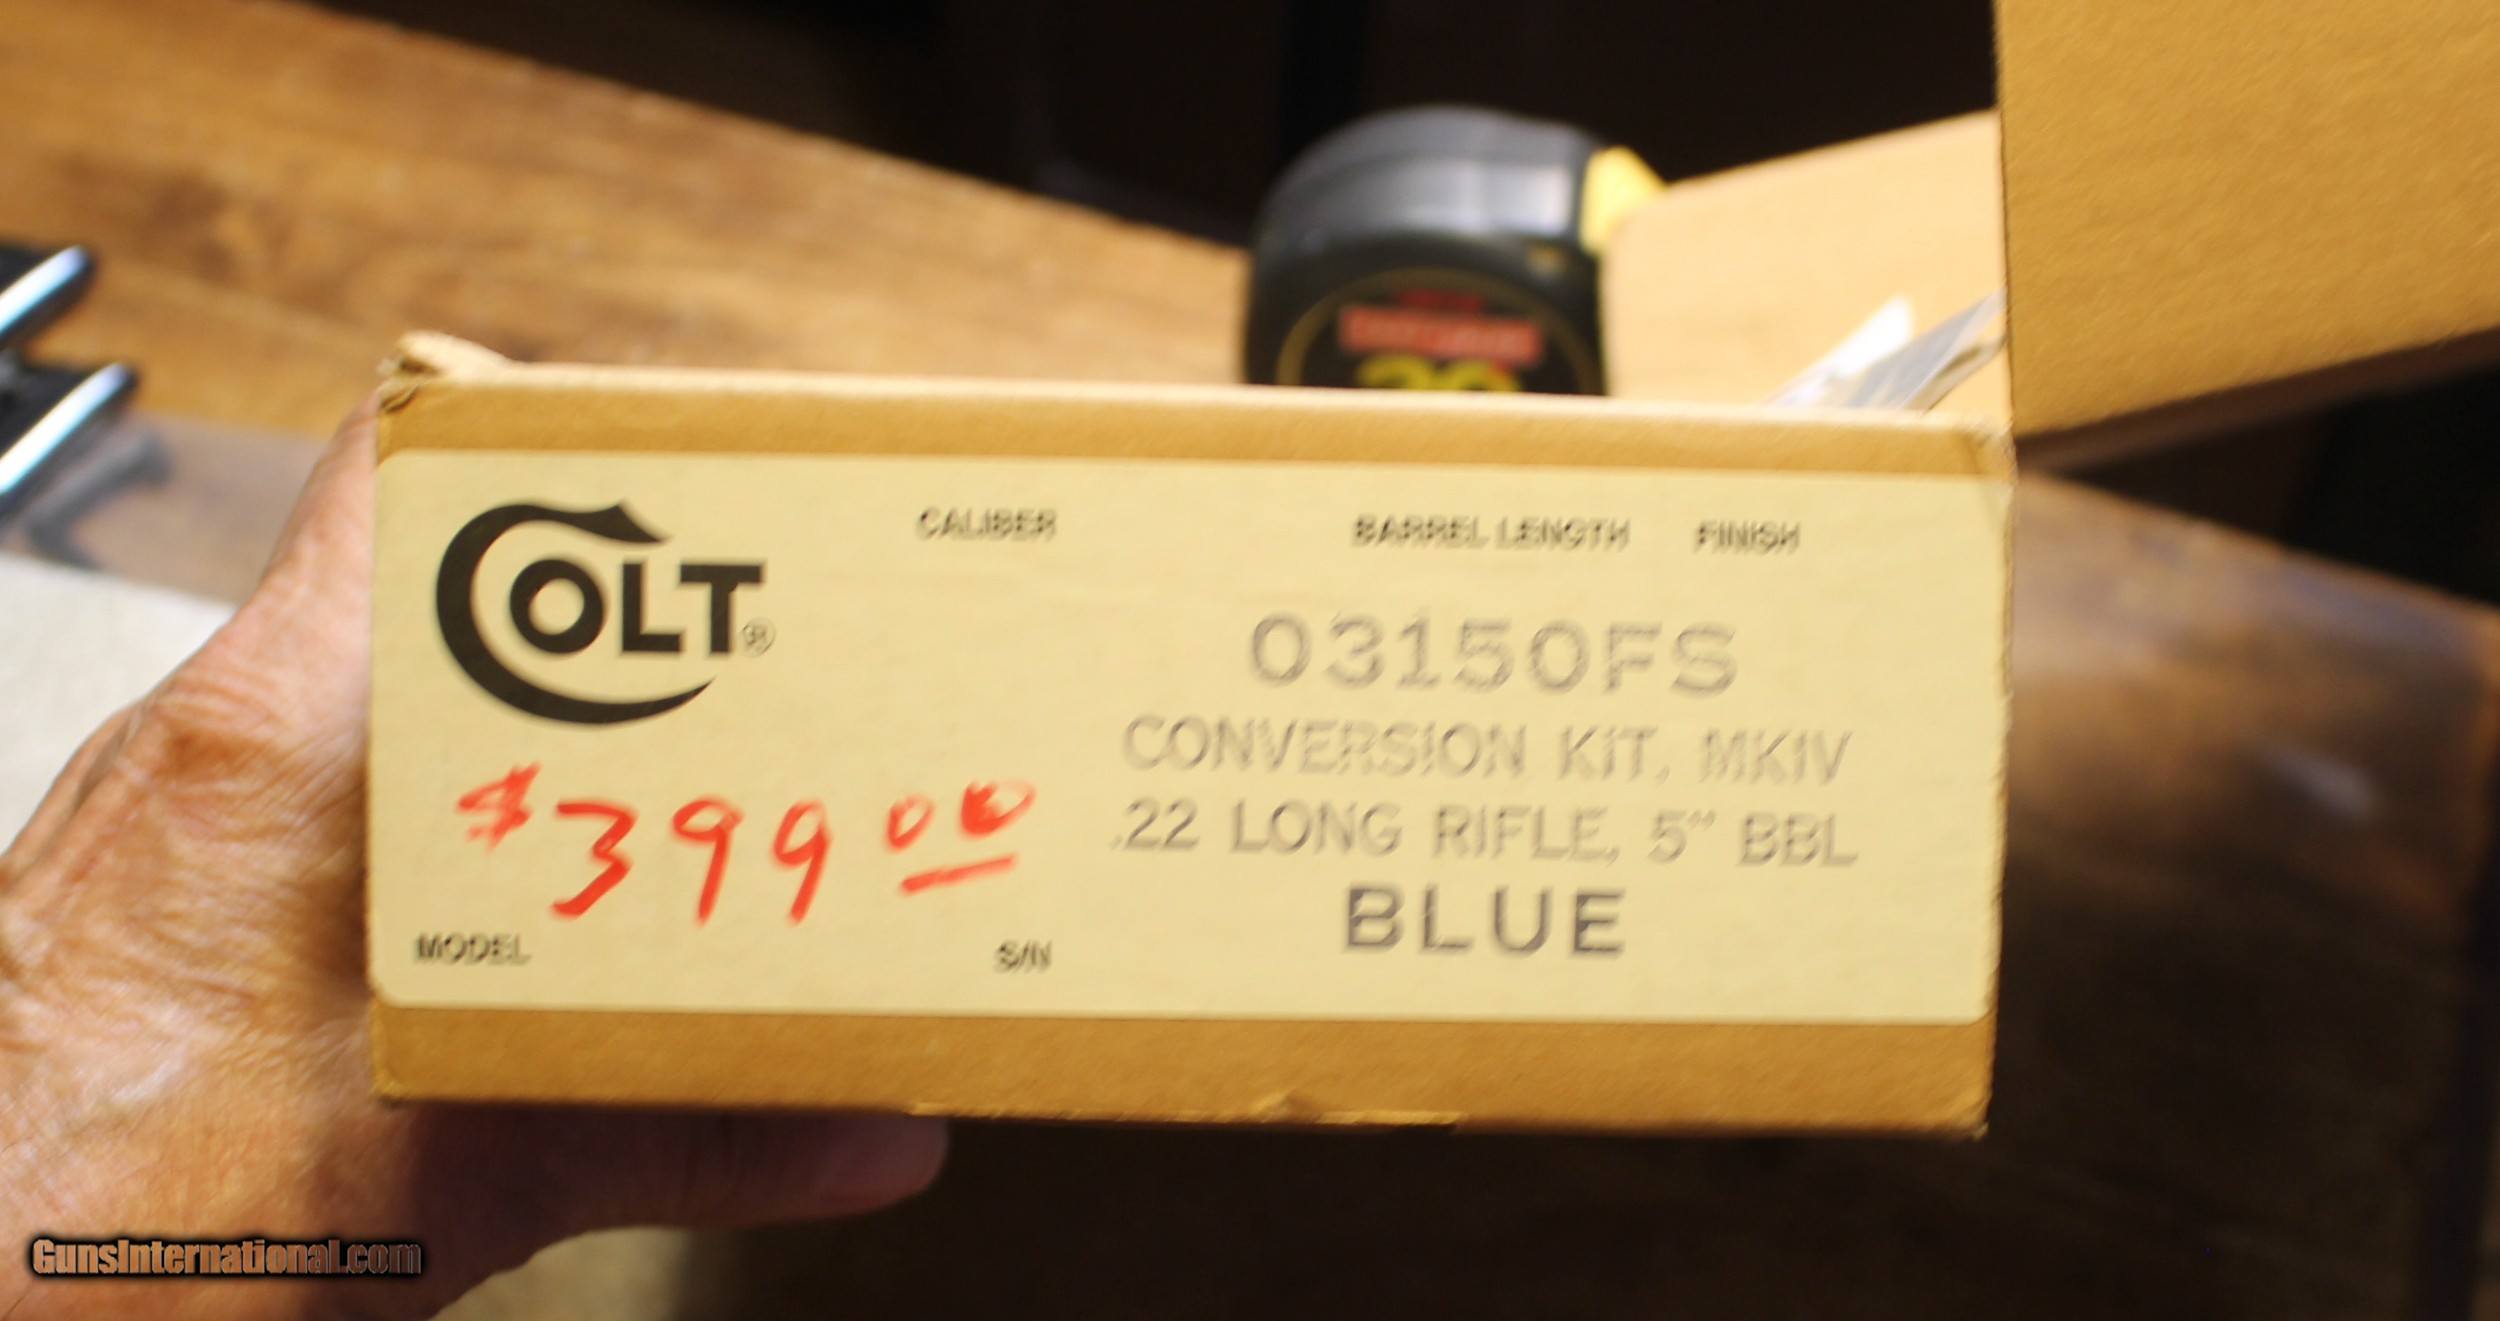 CALIBER BARREL LENGTH FINISH
COLT®
03150FS
CONVERSION KIT, MKIV
.22 LONG RIFLE, 5" BBL
BLUE
$399.00
MODEL S/N
GunsInternational.com